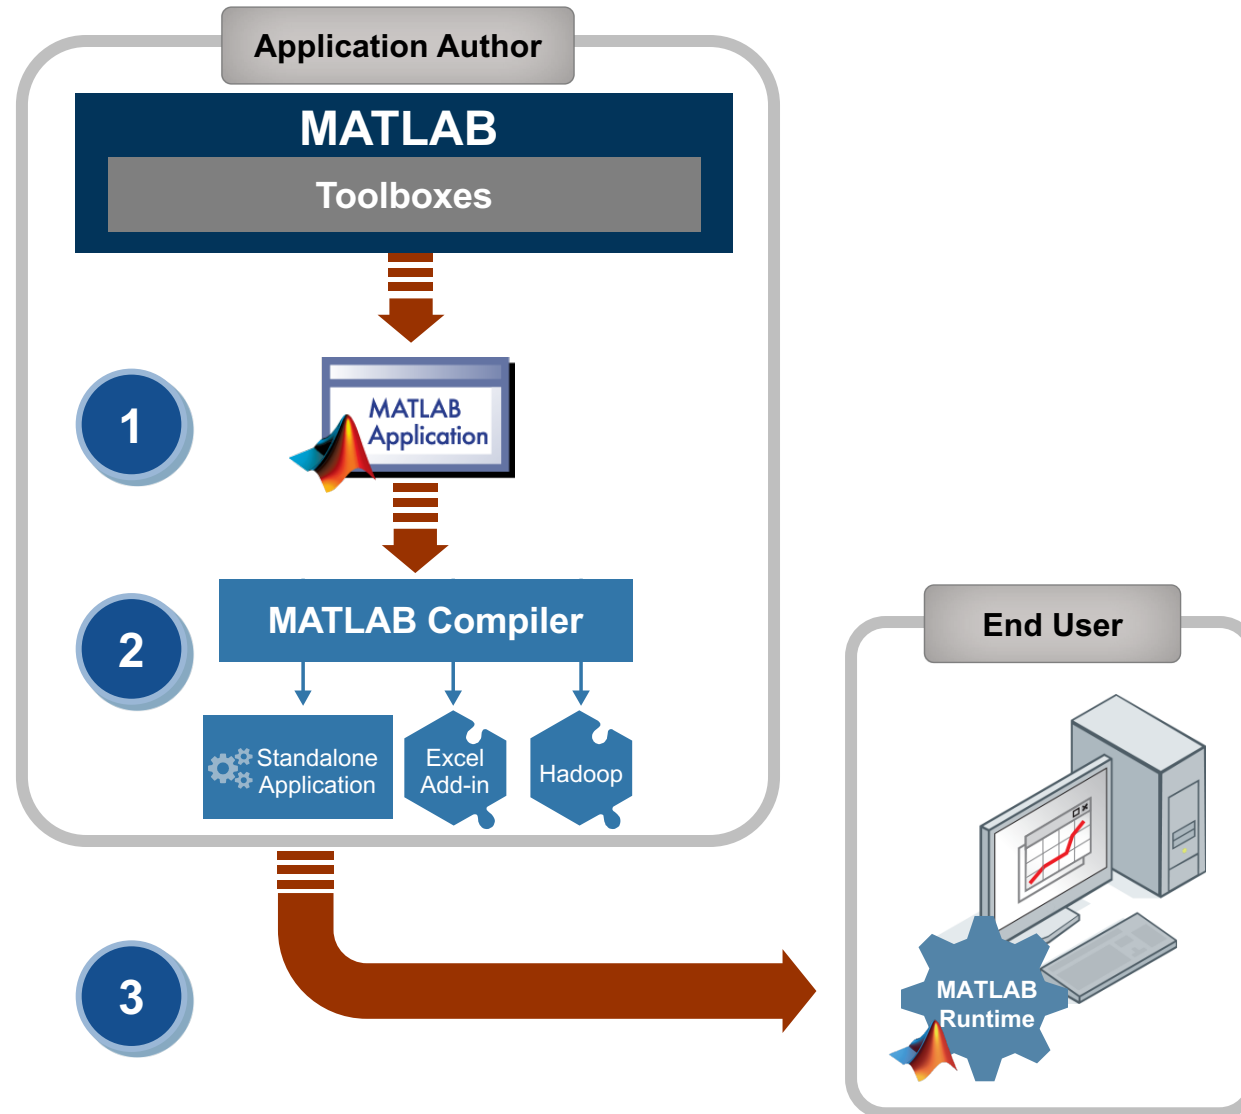 Application Author
MATLAB
Toolboxes
1
MATLAB
Application
2
MATLAB Compiler
Standalone
Application
Excel
Add-in
Hadoop
3
End User
MATLAB
Runtime